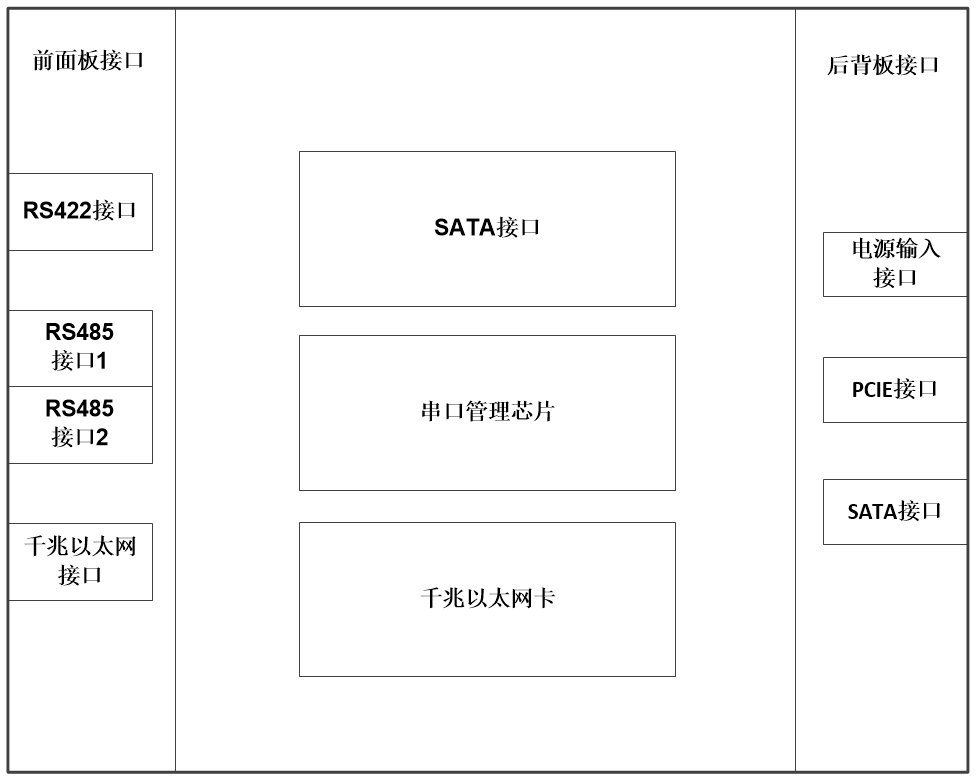 前面板接口
RS422接口
RS485
接口1
RS485
接口2
千兆以太网
接口
SATA接口
串口管理芯片
千兆以太网卡
后背板接口
电源输入
接口
PCIE接口
SATA接口